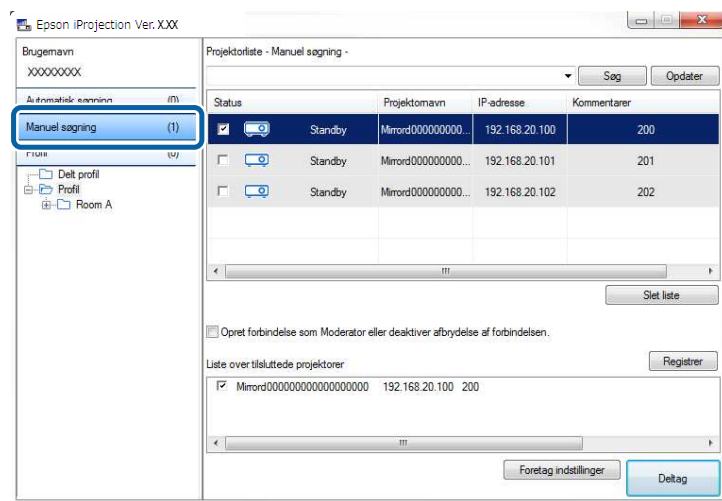 Epson iProjection Ver. X.XX
Brugernavn
XXXXXXXX
Automatisk søgning (0)
Manuel søgning (1)
Profil (0)
Delt profil
Profil
Room A
Projektorliste - Manuel søgning -
Søg Opdater
Status Projektornavn IP-adresse Kommentarer
Standby Mirrord000000000... 192.168.20.100 200
Standby Mirrord000000000... 192.168.20.101 201
Standby Mirrord000000000... 192.168.20.102 202
Slet liste
Opret forbindelse som Moderator eller deaktiver afbrydelse af forbindelsen.
Liste over tilsluttede projektorer Registrer
Mirrord000000000000000000 192.168.20.100 200
Foretag indstillinger Deltag